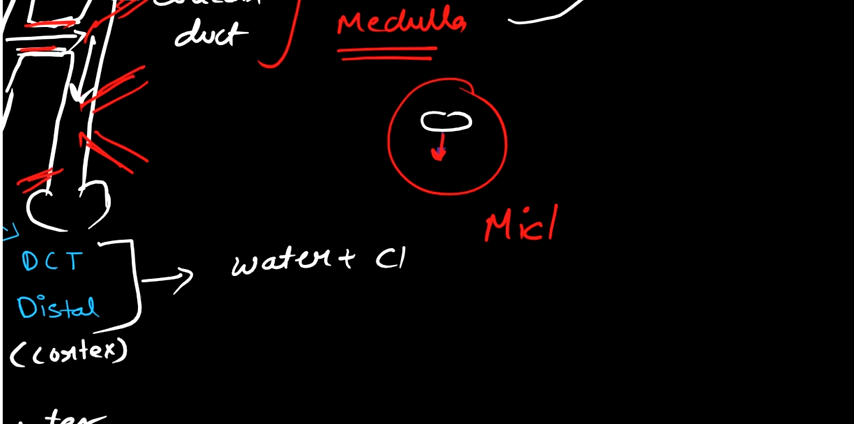 duct
Medulla
Micl
DCT
water + Cl
Distal
(Cortex)